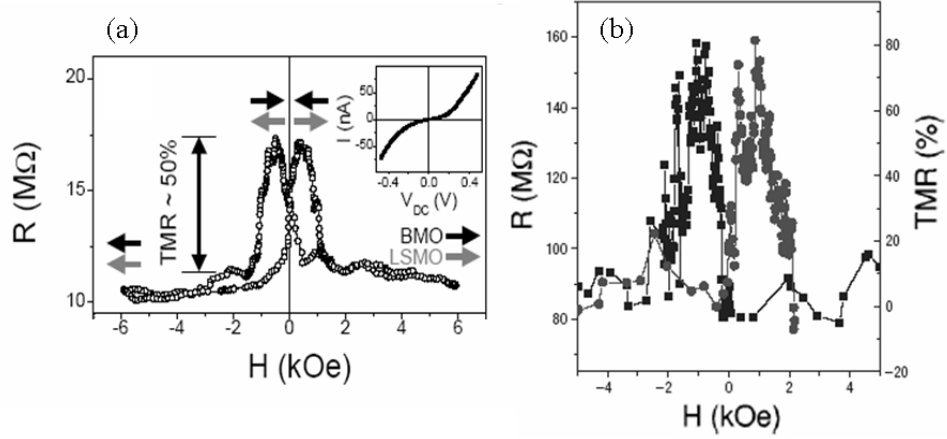 (a)
20
15
10
R (MΩ)
TMR ~ 50%
50
0
-50
I (nA)
-0.4
0.0
0.4
V_DC (V)
BMO
LSMO
-6
-4
-2
0
2
4
6
H (kOe)
(b)
160
140
120
100
80
R (MΩ)
80
60
40
20
0
-20
TMR (%)
-4
-2
0
2
4
H (kOe)